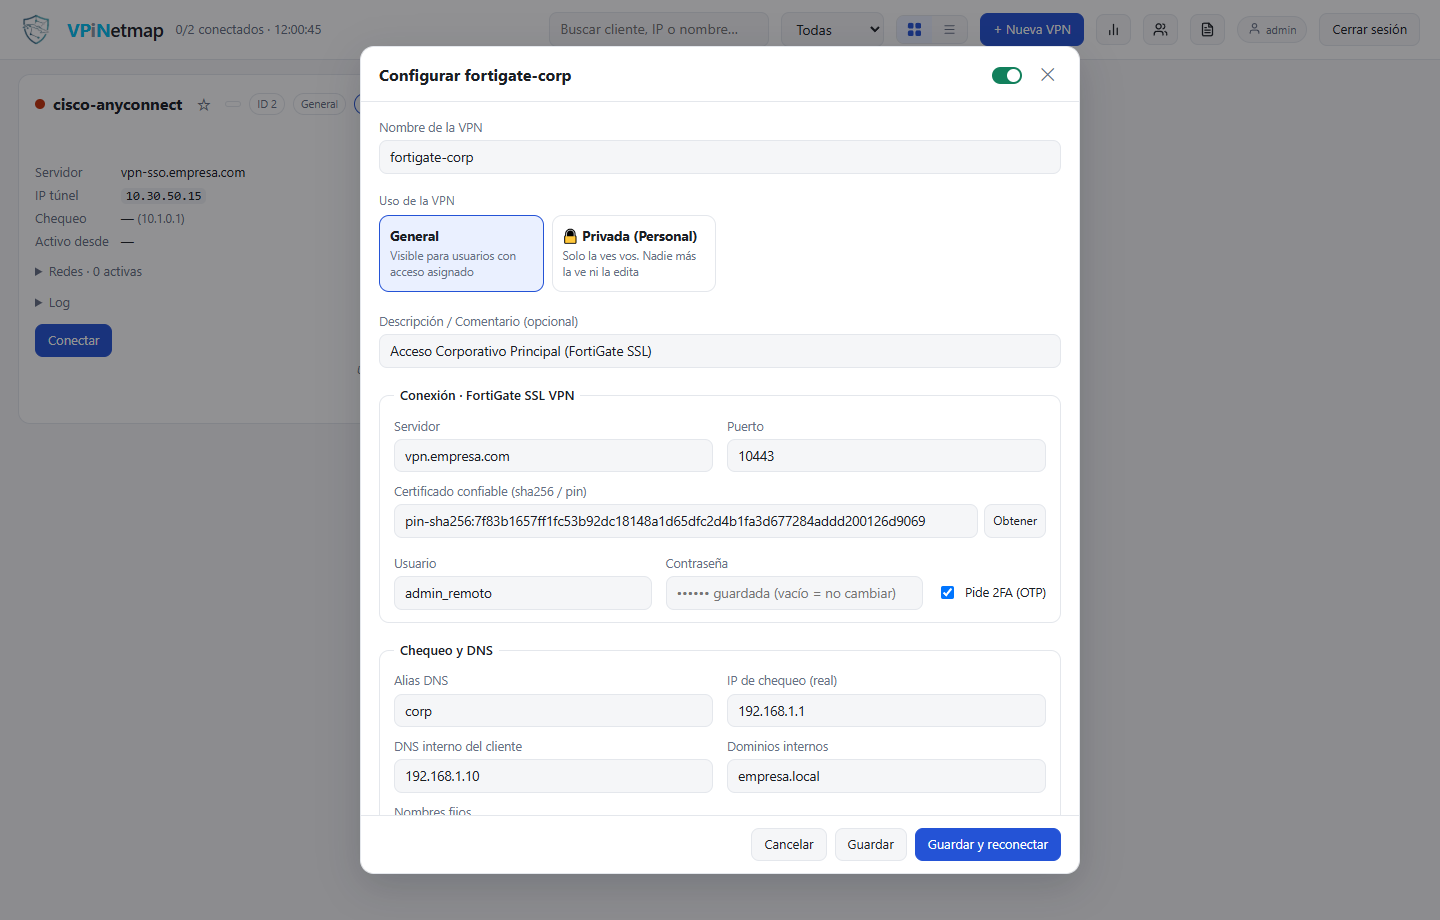 VPiNetmap
0/2 conectados · 12:00:45
Buscar cliente, IP o nombre...
Todas
+ Nueva VPN
admin
Cerrar sesión
cisco-anyconnect
ID 2
General
Servidor
vpn-sso.empresa.com
IP túnel
10.30.50.15
Chequeo
— (10.1.0.1)
Activo desde
—
Redes · 0 activas
Log
Conectar
Configurar fortigate-corp
Nombre de la VPN
fortigate-corp
Uso de la VPN
General
Visible para usuarios con
acceso asignado
Privada (Personal)
Solo la ves vos. Nadie más
la ve ni la edita
Descripción / Comentario (opcional)
Acceso Corporativo Principal (FortiGate SSL)
Conexión · FortiGate SSL VPN
Servidor
Puerto
vpn.empresa.com
10443
Certificado confiable (sha256 / pin)
pin-sha256:7f83b1657ff1fc53b92dc18148a1d65dfc2d4b1fa3d677284addd200126d9069
Obtener
Usuario
Contraseña
admin_remoto
•••••• guardada (vacío = no cambiar)
Pide 2FA (OTP)
Chequeo y DNS
Alias DNS
IP de chequeo (real)
corp
192.168.1.1
DNS interno del cliente
Dominios internos
192.168.1.10
empresa.local
Nombres fijos
Cancelar
Guardar
Guardar y reconectar